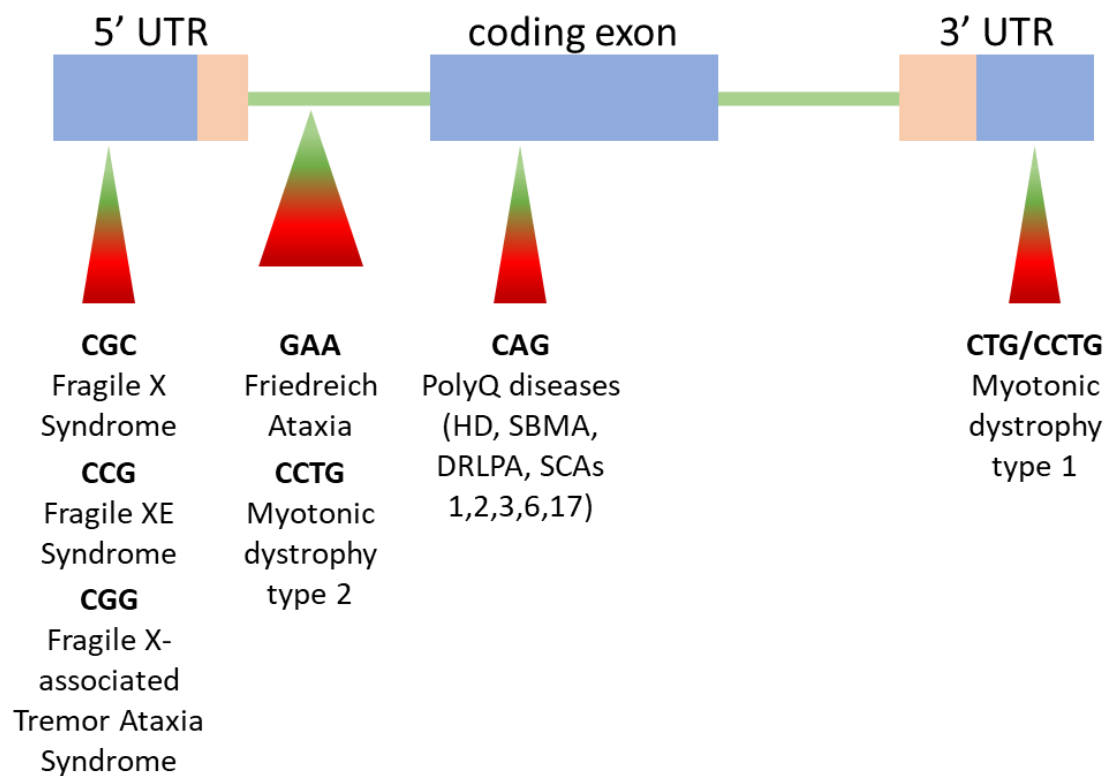 5’ UTR
coding exon
3’ UTR
CGC
Fragile X
Syndrome
CCG
Fragile XE
Syndrome
CGG
Fragile X-
associated
Tremor Ataxia
Syndrome
GAA
Friedreich
Ataxia
CCTG
Myotonic
dystrophy
type 2
CAG
PolyQ diseases
(HD, SBMA,
DRLPA, SCAs
1,2,3,6,17)
CTG/CCTG
Myotonic
dystrophy
type 1